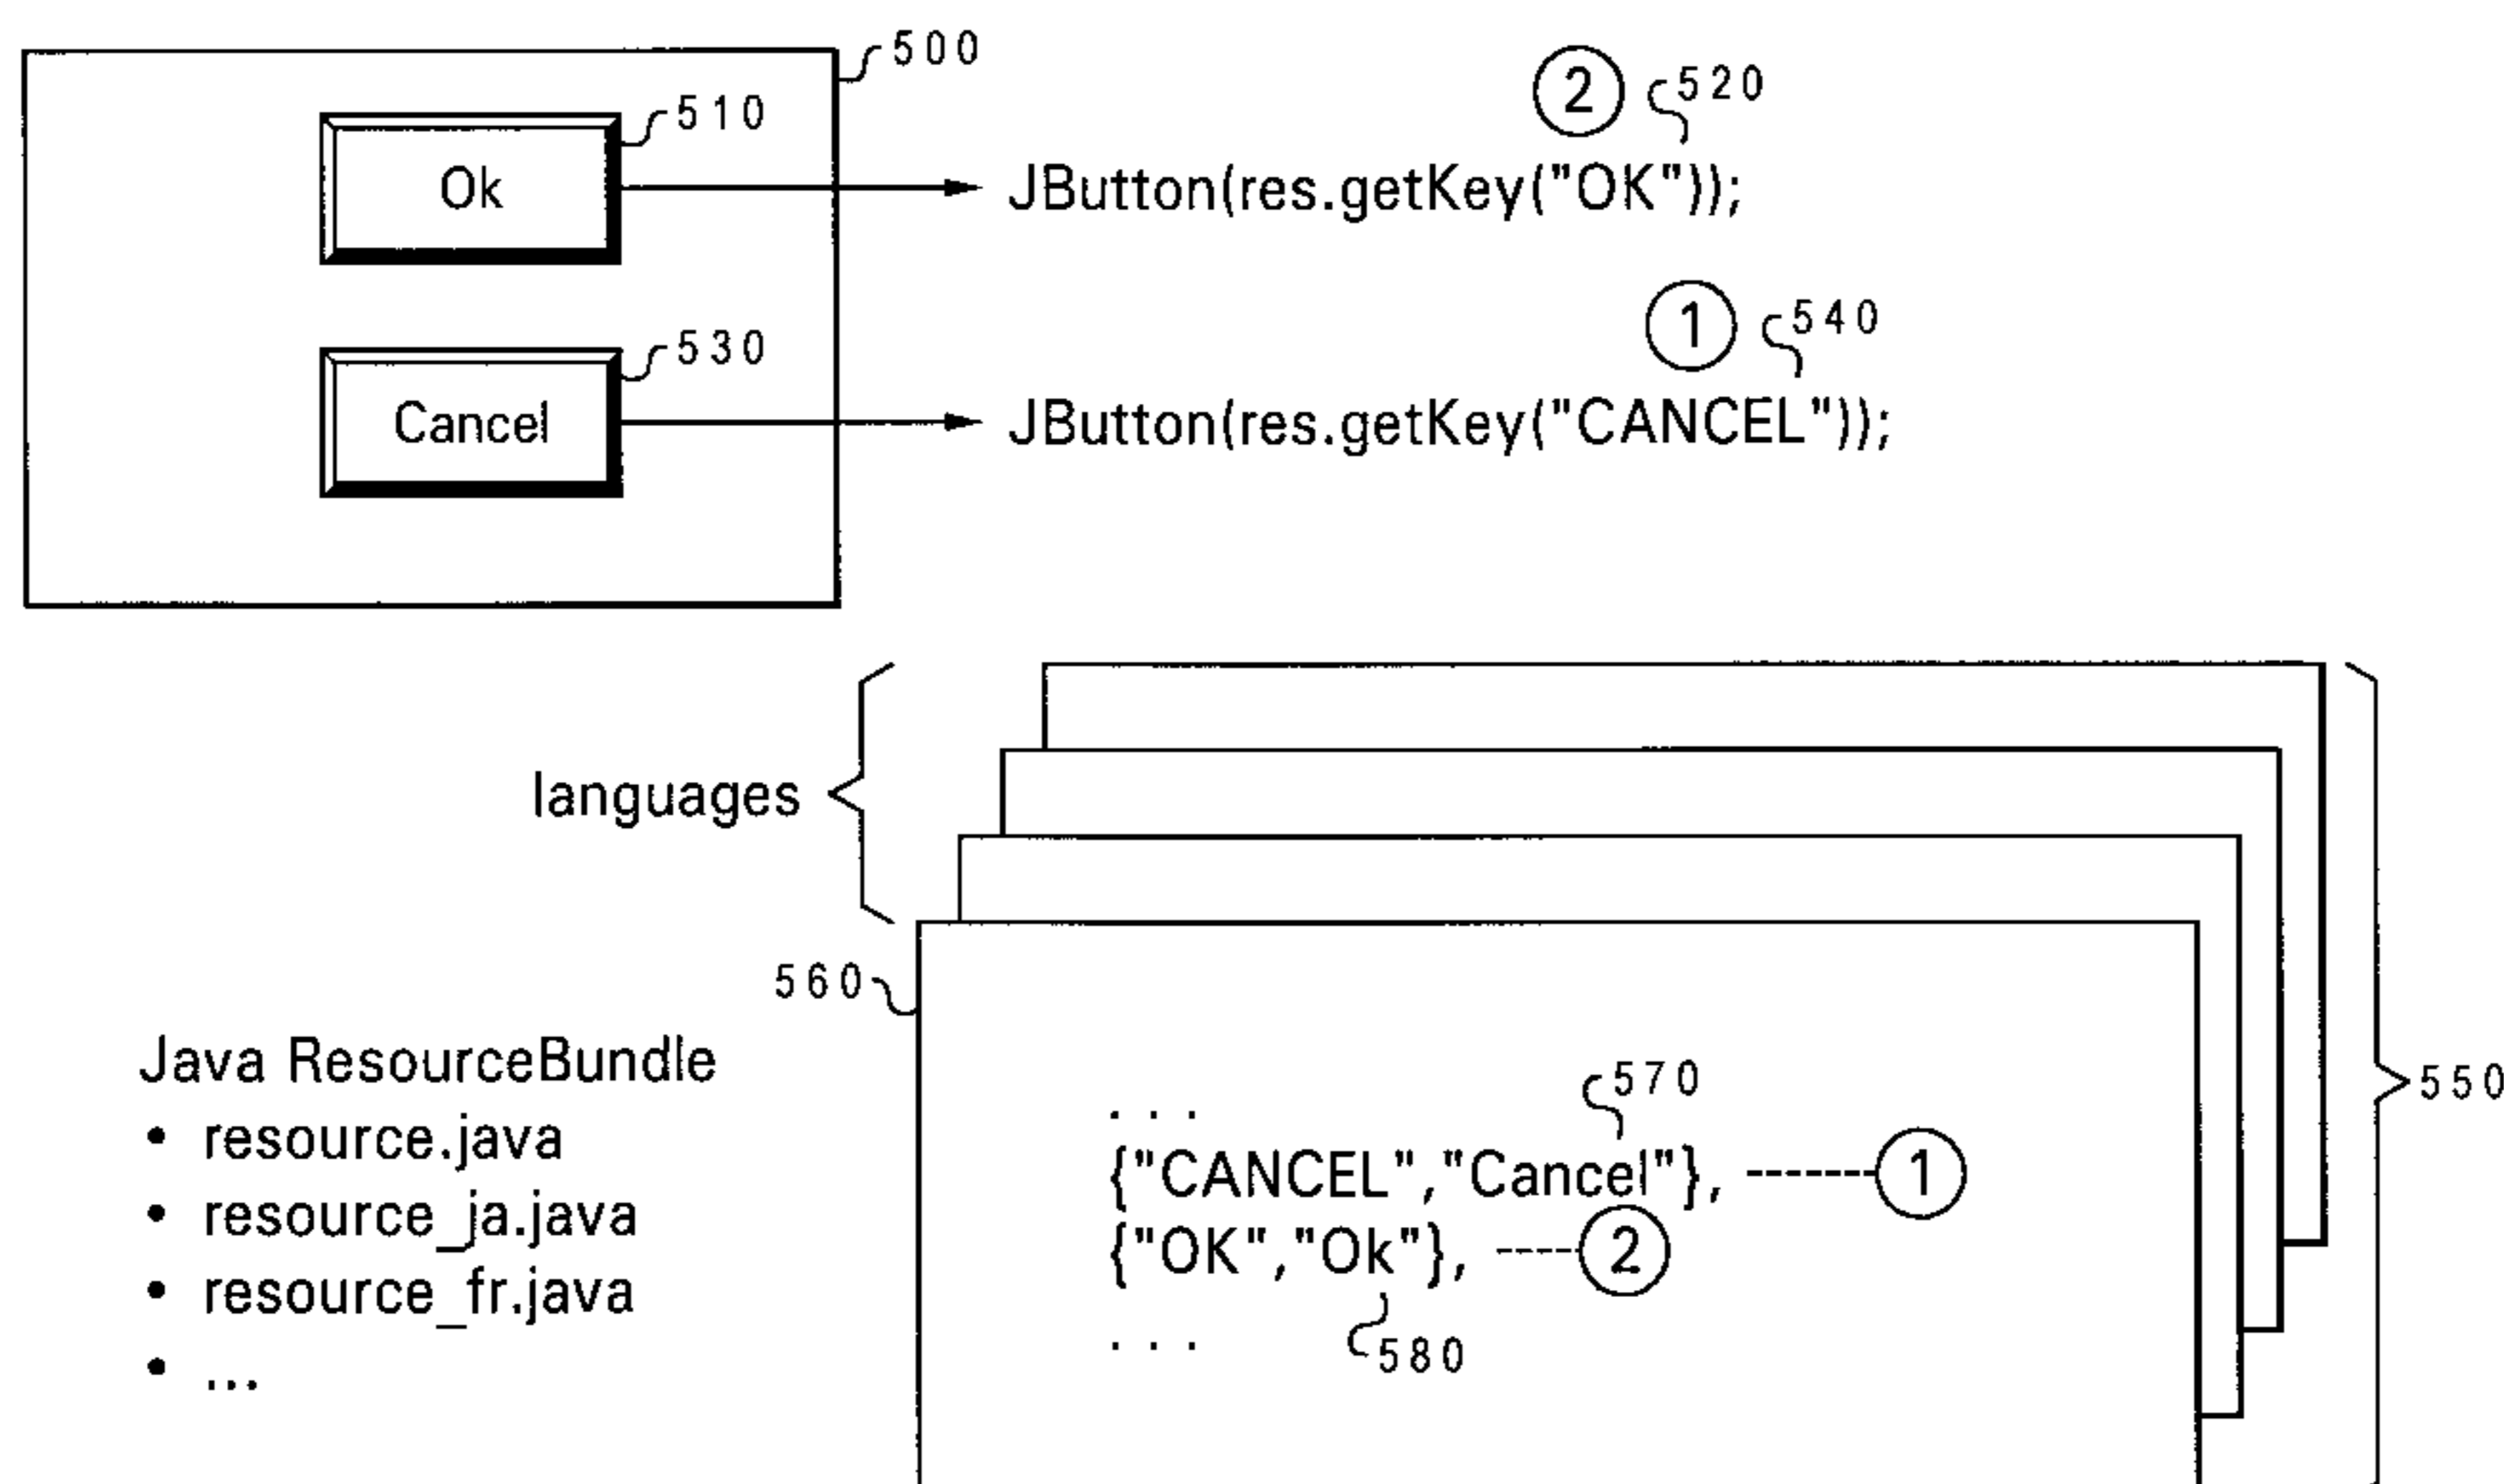 500
510
Ok
2
520
JButton(res.getKey("OK"));
530
Cancel
1
540
JButton(res.getKey("CANCEL"));
languages
560
550
Java ResourceBundle
• resource.java
• resource_ja.java
• resource_fr.java
• ...
. . .
570
{"CANCEL","Cancel"}, -------1
{"OK","Ok"}, ----2
. . .
580